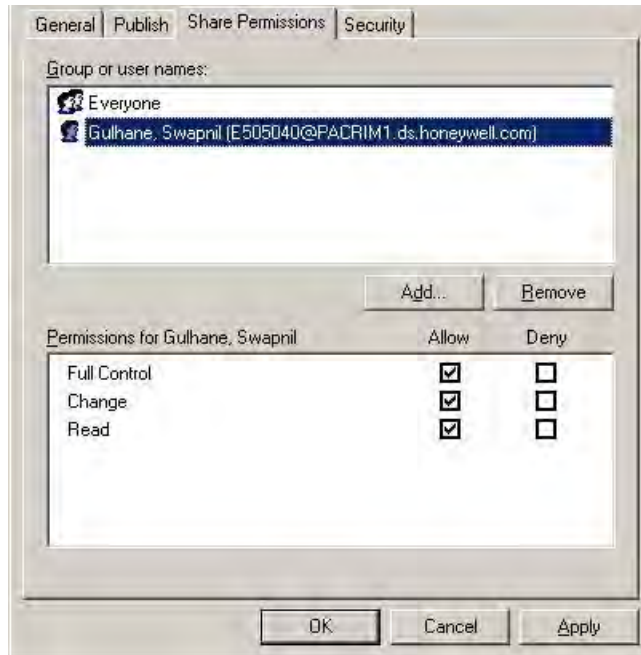 General Publish Share Permissions Security
Group or user names:
Everyone
Gulhane, Swapnil (E505040@PACRIM1.ds.honeywell.com)
Add... Remove
Permissions for Gulhane, Swapnil Allow Deny
Full Control
Change
Read
OK Cancel Apply